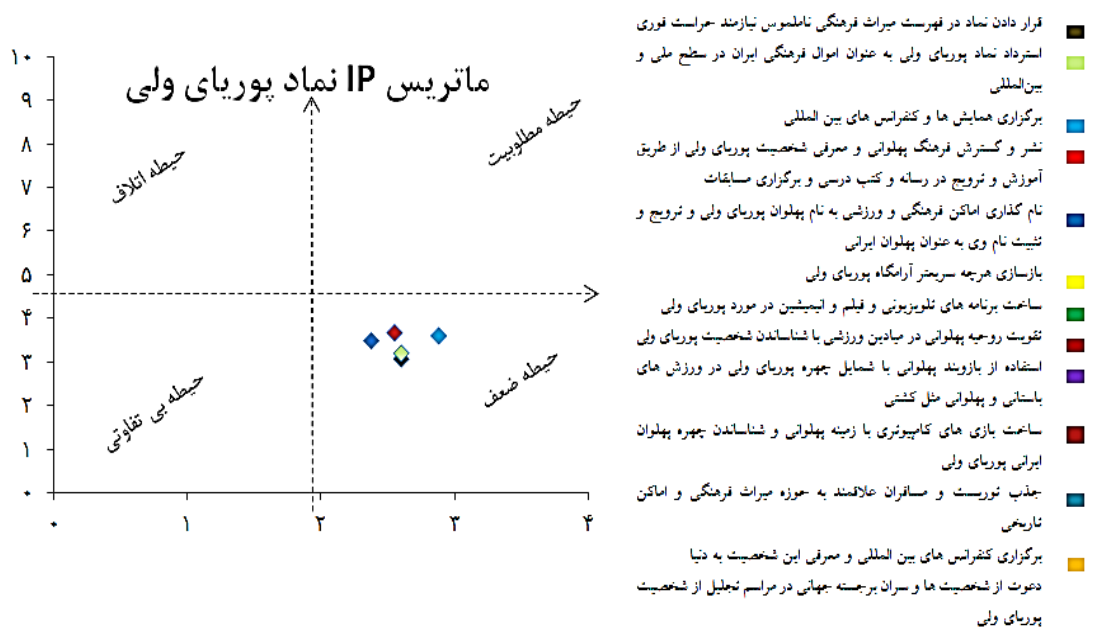 ماتریس IP نماد پوریای ولی
حیطه اتلاف
حیطه مطلوبیت
حیطه بی تفاوتی
حیطه ضعف
۱۰
۹
۸
۷
۶
۵
۴
۳
۲
۱
۰
۰ ۱ ۲ ۳ ۴
قرار دادن نماد در فهرست میراث فرهنگی ناملموس نیازمند حراست فوری
استرداد نماد پوریای ولی به عنوان اموال فرهنگی ایران در سطح ملی و
بین‌المللی
برگزاری همایش ها و کنفرانس های بین المللی
نشر و گسترش فرهنگ پهلوانی و معرفی شخصیت پوریای ولی از طریق
آموزش و ترویج در رسانه و کتب درسی و برگزاری مسابقات
نام گذاری اماکن فرهنگی و ورزشی به نام پهلوان پوریای ولی و ترویج و
تثبیت نام وی به عنوان پهلوان ایرانی
بازسازی هرچه سریعتر آرامگاه پوریای ولی
ساخت برنامه های تلویزیونی و فیلم و انیمیشین در مورد پوریای ولی
تقویت روحیه پهلوانی در میادین ورزشی با شناساندن شخصیت پوریای ولی
استفاده از بازوبند پهلوانی با شمایل چهره پوریای ولی در ورزش های
باستانی و پهلوانی مثل کشتی
ساخت بازی های کامپیوتری با زمینه پهلوانی و شناساندن چهره پهلوان
ایرانی پوریای ولی
جذب توریست و مسافران علاقمند به حوزه میراث فرهنگی و اماکن
تاریخی
برگزاری کنفرانس های بین المللی و معرفی این شخصیت به دنیا
دعوت از شخصیت ها و سران برجسته جهانی در مراسم تجلیل از شخصیت
پوریای ولی